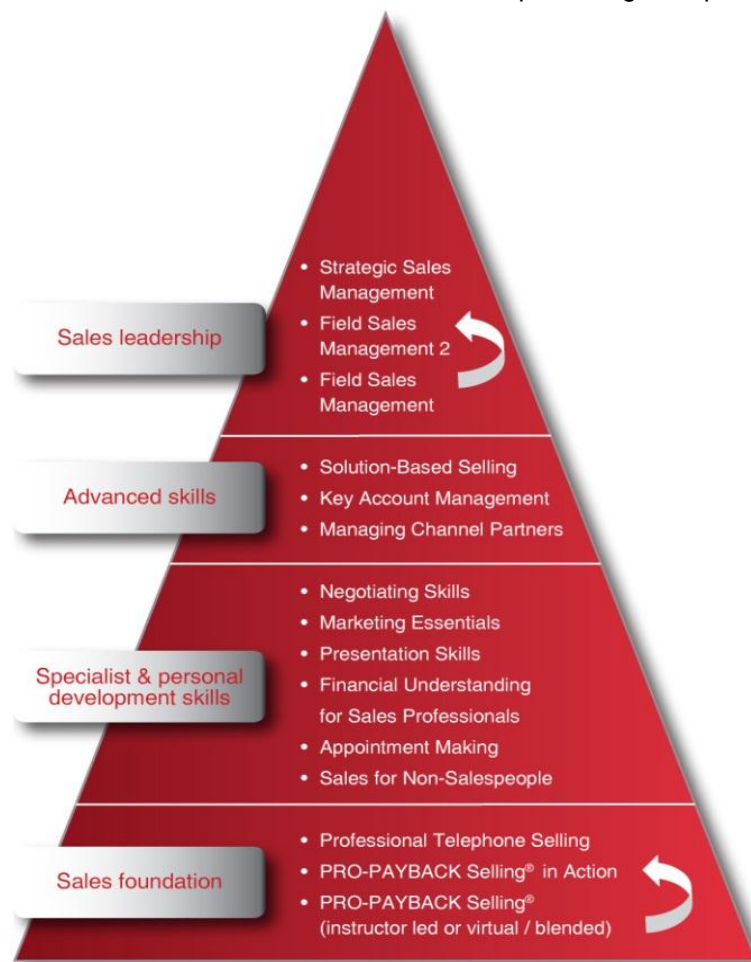 • Strategic Sales
Management
• Field Sales
Management 2
• Field Sales
Management
Sales leadership
• Solution-Based Selling
• Key Account Management
• Managing Channel Partners
Advanced skills
• Negotiating Skills
• Marketing Essentials
• Presentation Skills
• Financial Understanding
for Sales Professionals
• Appointment Making
• Sales for Non-Salespeople
Specialist & personal
development skills
• Professional Telephone Selling
• PRO-PAYBACK Selling® in Action
• PRO-PAYBACK Selling®
(instructor led or virtual / blended)
Sales foundation